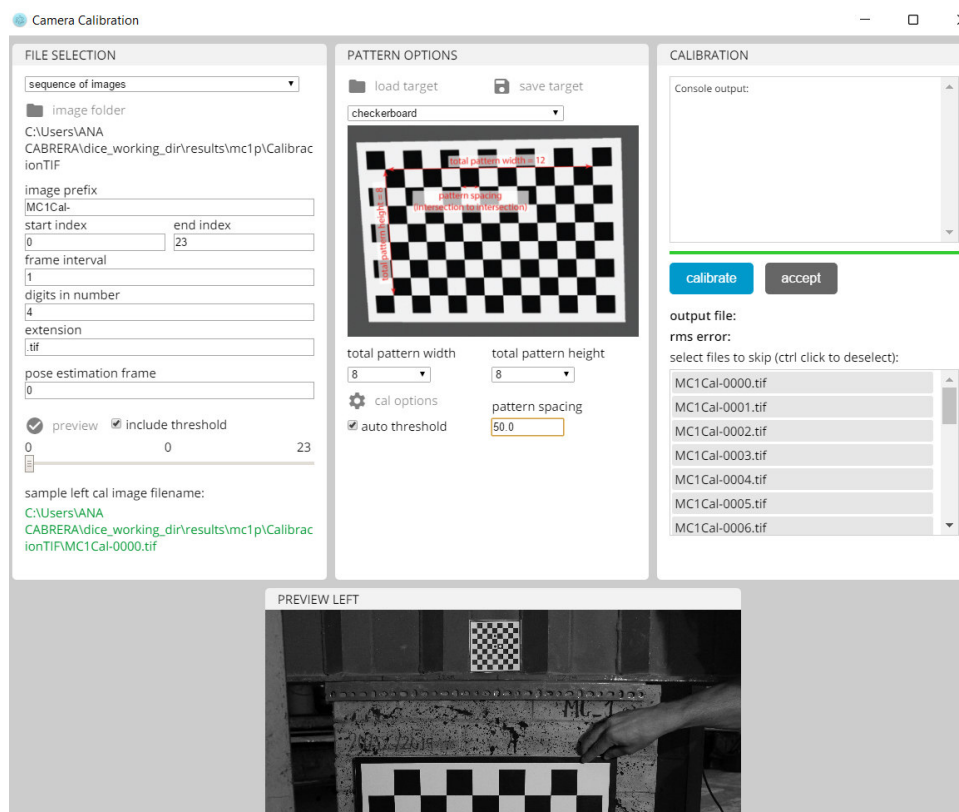 Camera Calibration
FILE SELECTION
sequence of images
image folder
C:\Users\ANA
CABRERA\dice_working_dir\results\mc1p\Calibrac
ionTIF
image prefix
MC1Cal-
start index end index
0 23
frame interval
1
digits in number
4
extension
.tif
pose estimation frame
0
preview include threshold
0 0 23
sample left cal image filename:
C:\Users\ANA
CABRERA\dice_working_dir\results\mc1p\Calibrac
ionTIF\MC1Cal-0000.tif
PATTERN OPTIONS
load target save target
checkerboard
total pattern width = 12
pattern spacing
(intersection to intersection)
total pattern height = 8
total pattern width total pattern height
8 8
cal options
pattern spacing
auto threshold
50.0
CALIBRATION
Console output:
calibrate accept
output file:
rms error:
select files to skip (ctrl click to deselect):
MC1Cal-0000.tif
MC1Cal-0001.tif
MC1Cal-0002.tif
MC1Cal-0003.tif
MC1Cal-0004.tif
MC1Cal-0005.tif
MC1Cal-0006.tif
PREVIEW LEFT
MC_1